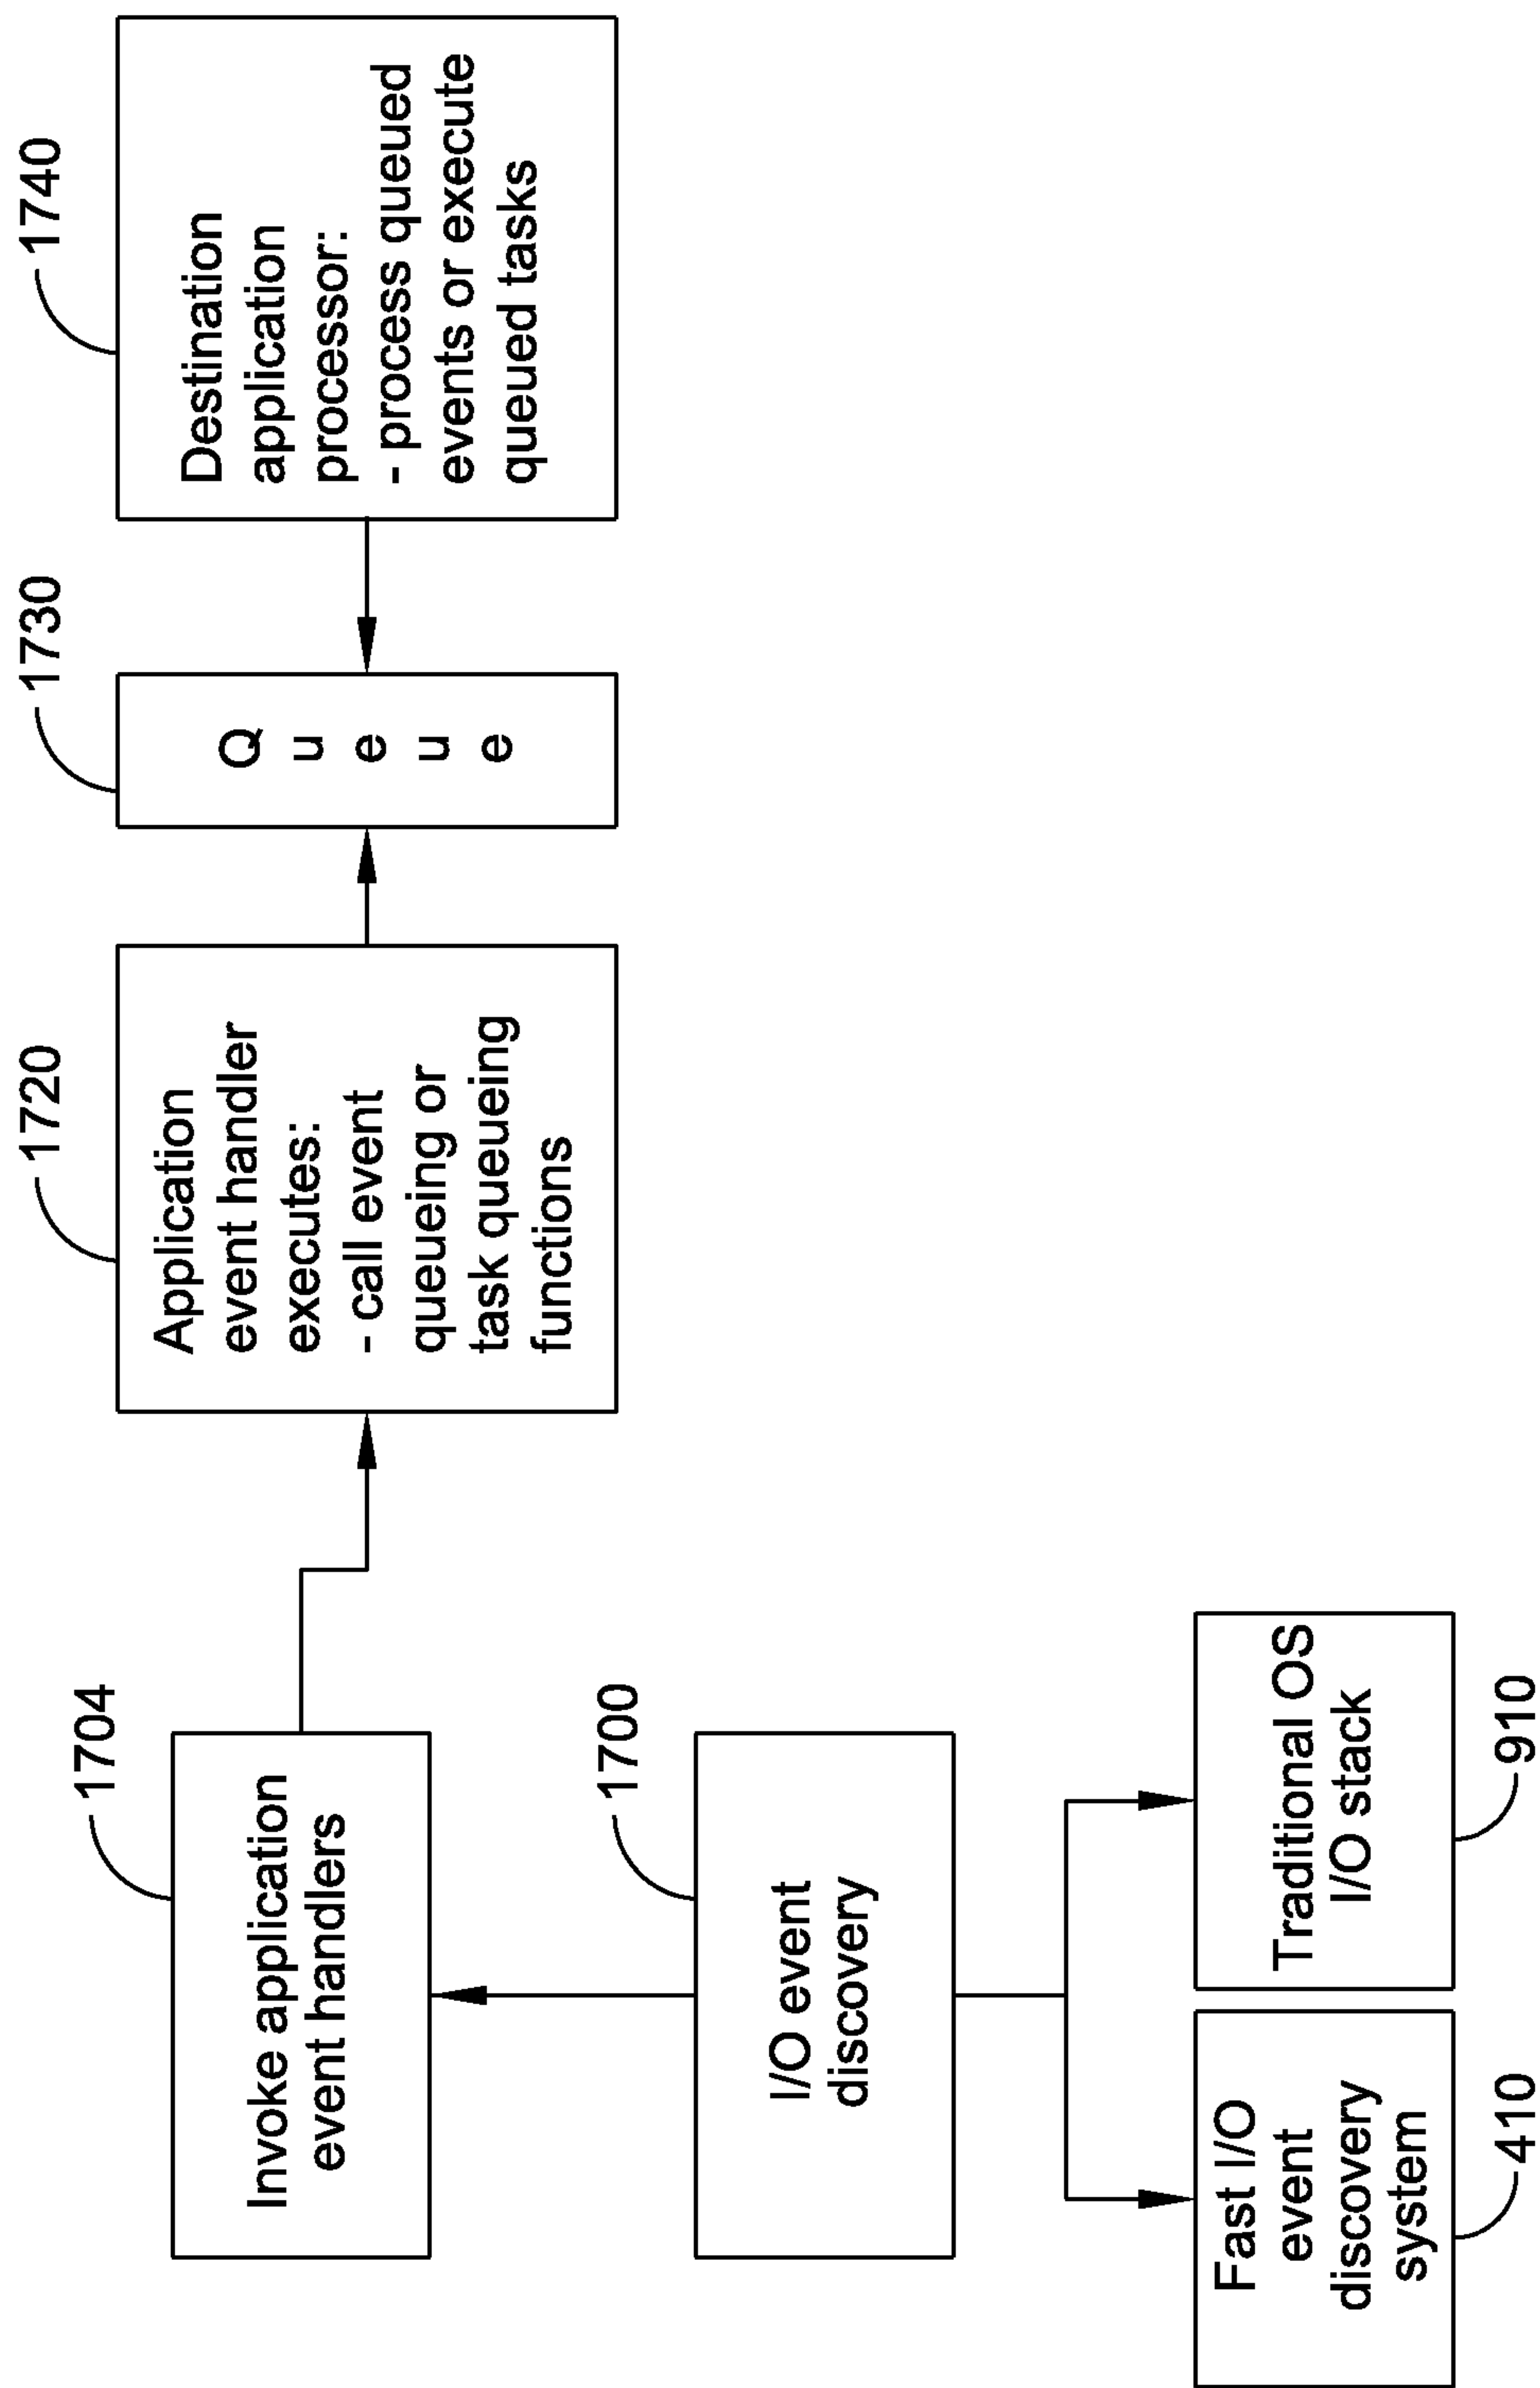 1704
Invoke application
event handlers
1700
I/O event
discovery
Fast I/O
event
discovery
system
410
Traditional OS
I/O stack
910
1720
Application
event handler
executes:
- call event
queueing or
task queueing
functions
1730
Q
u
e
u
e
1740
Destination
application
processor:
- process queued
events or execute
queued tasks